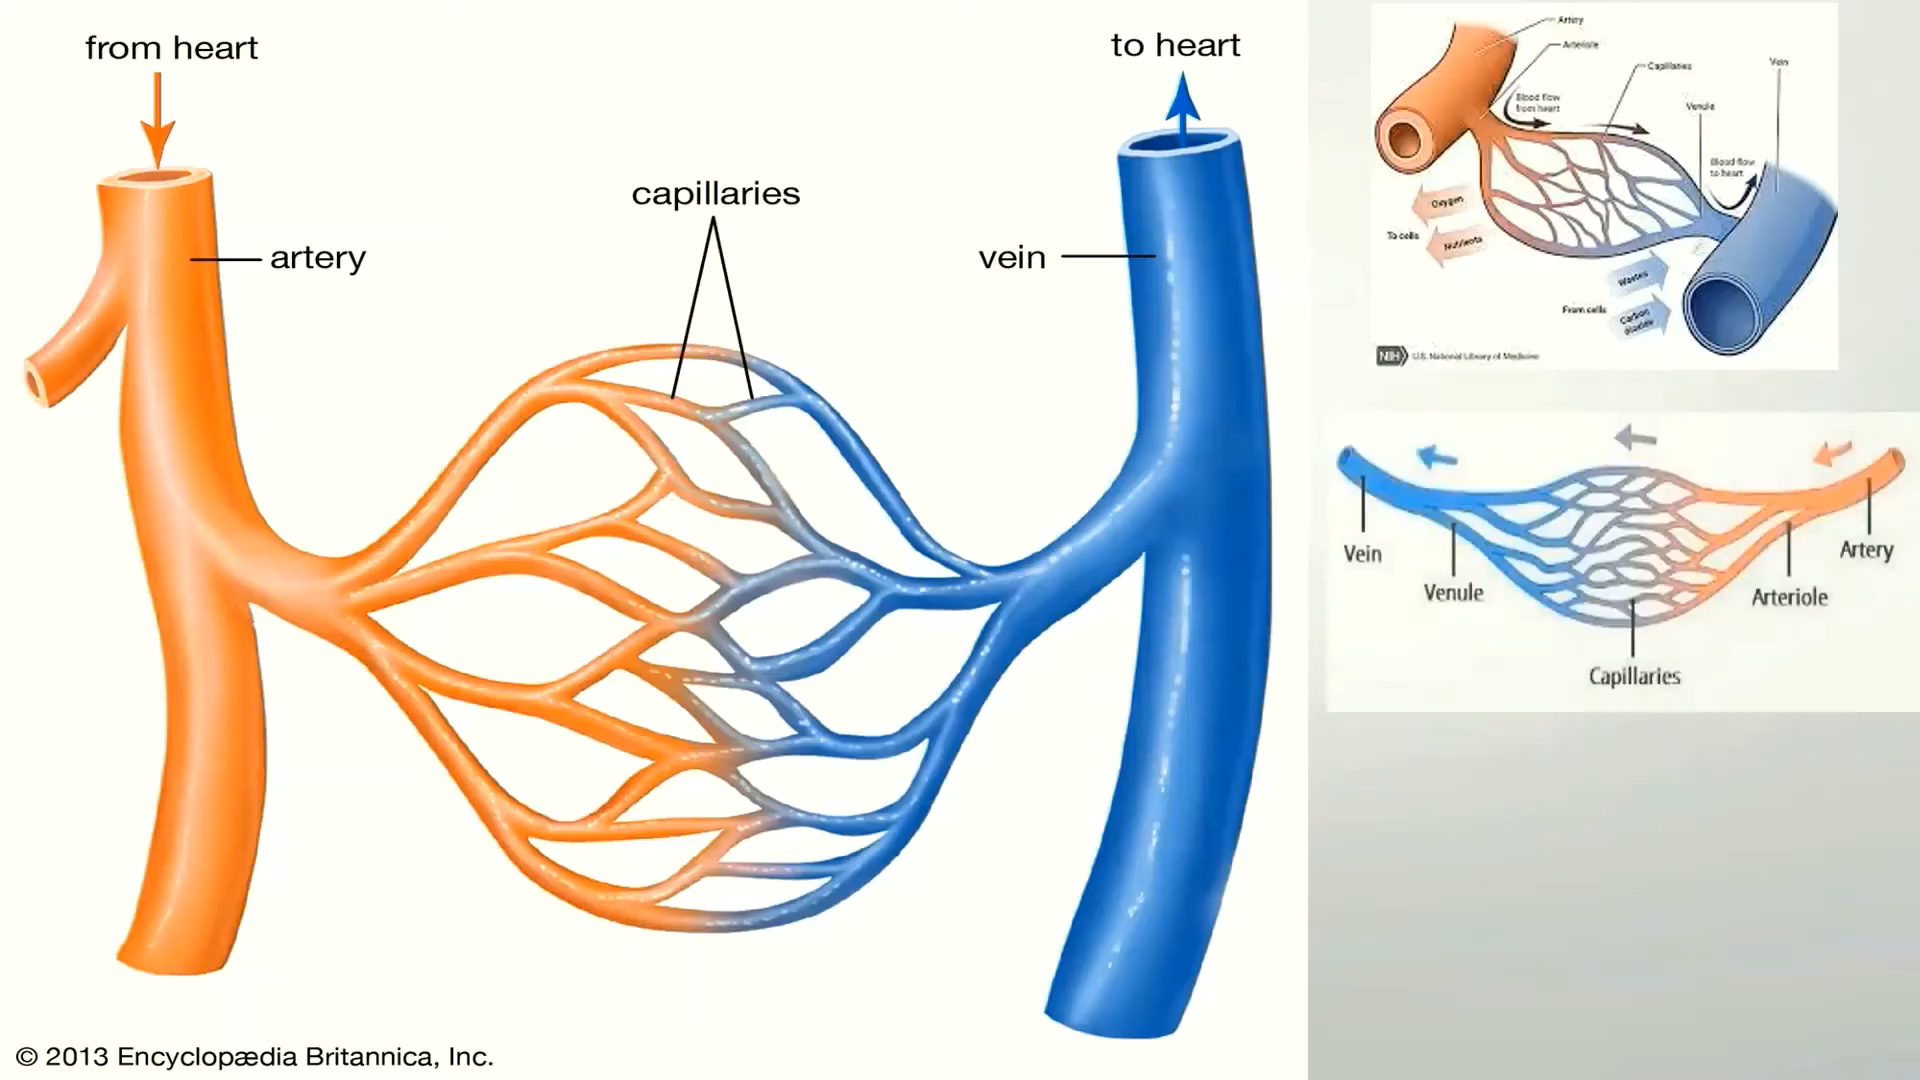 from heart
to heart
capillaries
artery
vein
© 2013 Encyclopædia Britannica, Inc.
Artery
Arteriole
Capillaries
Vein
Blood flow
from heart
Venule
Blood flow
to heart
Oxygen
To cells
Nutrients
Wastes
From cells
Carbon
dioxide
NIH U.S. National Library of Medicine
Vein
Artery
Venule
Arteriole
Capillaries